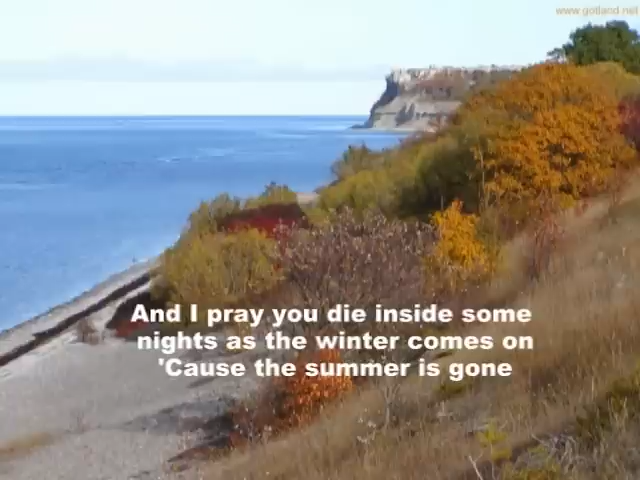 www.gotland.net
And I pray you die inside some
nights as the winter comes on
'Cause the summer is gone